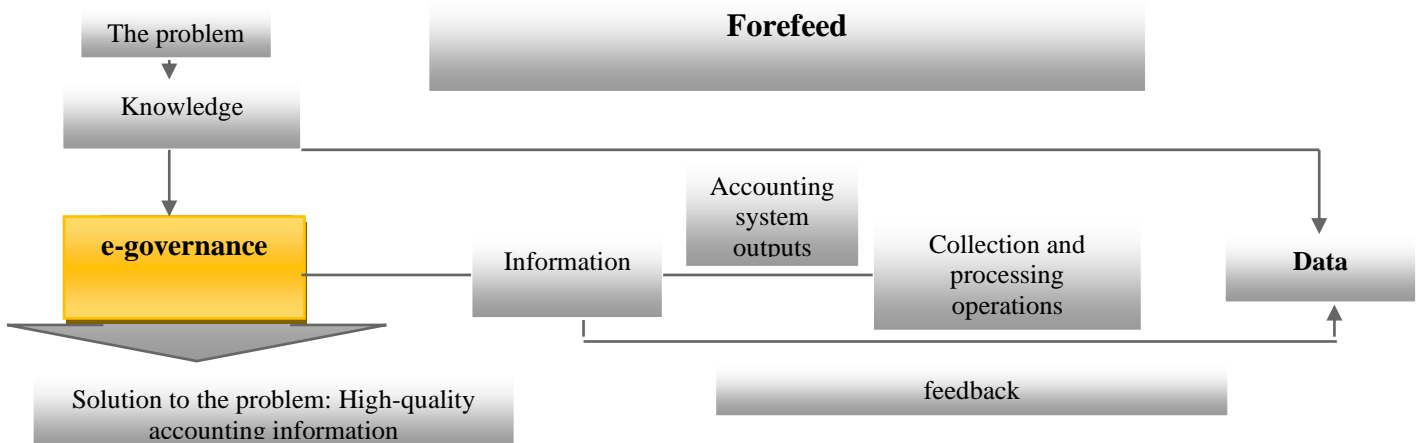 The problem
Forefeed
Knowledge
e-governance
Information
Accounting
system
outputs
Collection and
processing
operations
Data
feedback
Solution to the problem: High-quality
accounting information